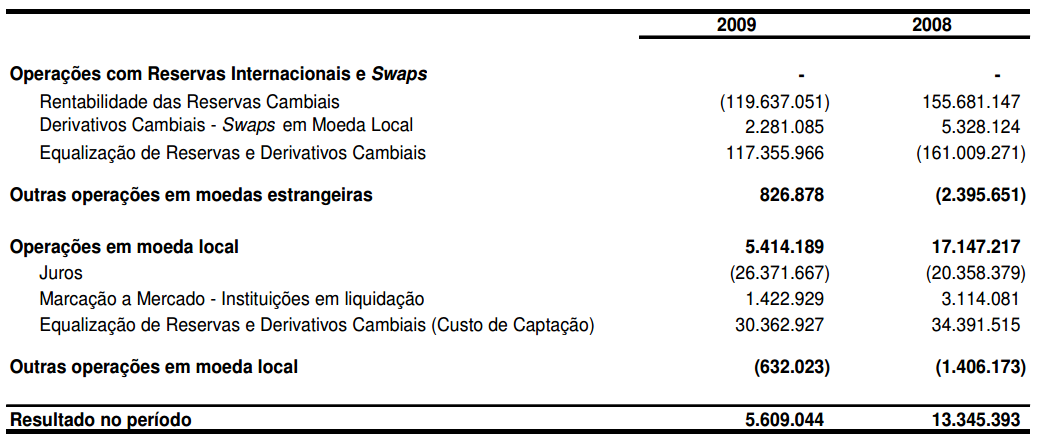 2009 2008
Operações com Reservas Internacionais e Swaps - -
Rentabilidade das Reservas Cambiais (119.637.051) 155.681.147
Derivativos Cambiais - Swaps em Moeda Local 2.281.085 5.328.124
Equalização de Reservas e Derivativos Cambiais 117.355.966 (161.009.271)
Outras operações em moedas estrangeiras 826.878 (2.395.651)
Operações em moeda local 5.414.189 17.147.217
Juros (26.371.667) (20.358.379)
Marcação a Mercado - Instituições em liquidação 1.422.929 3.114.081
Equalização de Reservas e Derivativos Cambiais (Custo de Captação) 30.362.927 34.391.515
Outras operações em moeda local (632.023) (1.406.173)
Resultado no período 5.609.044 13.345.393